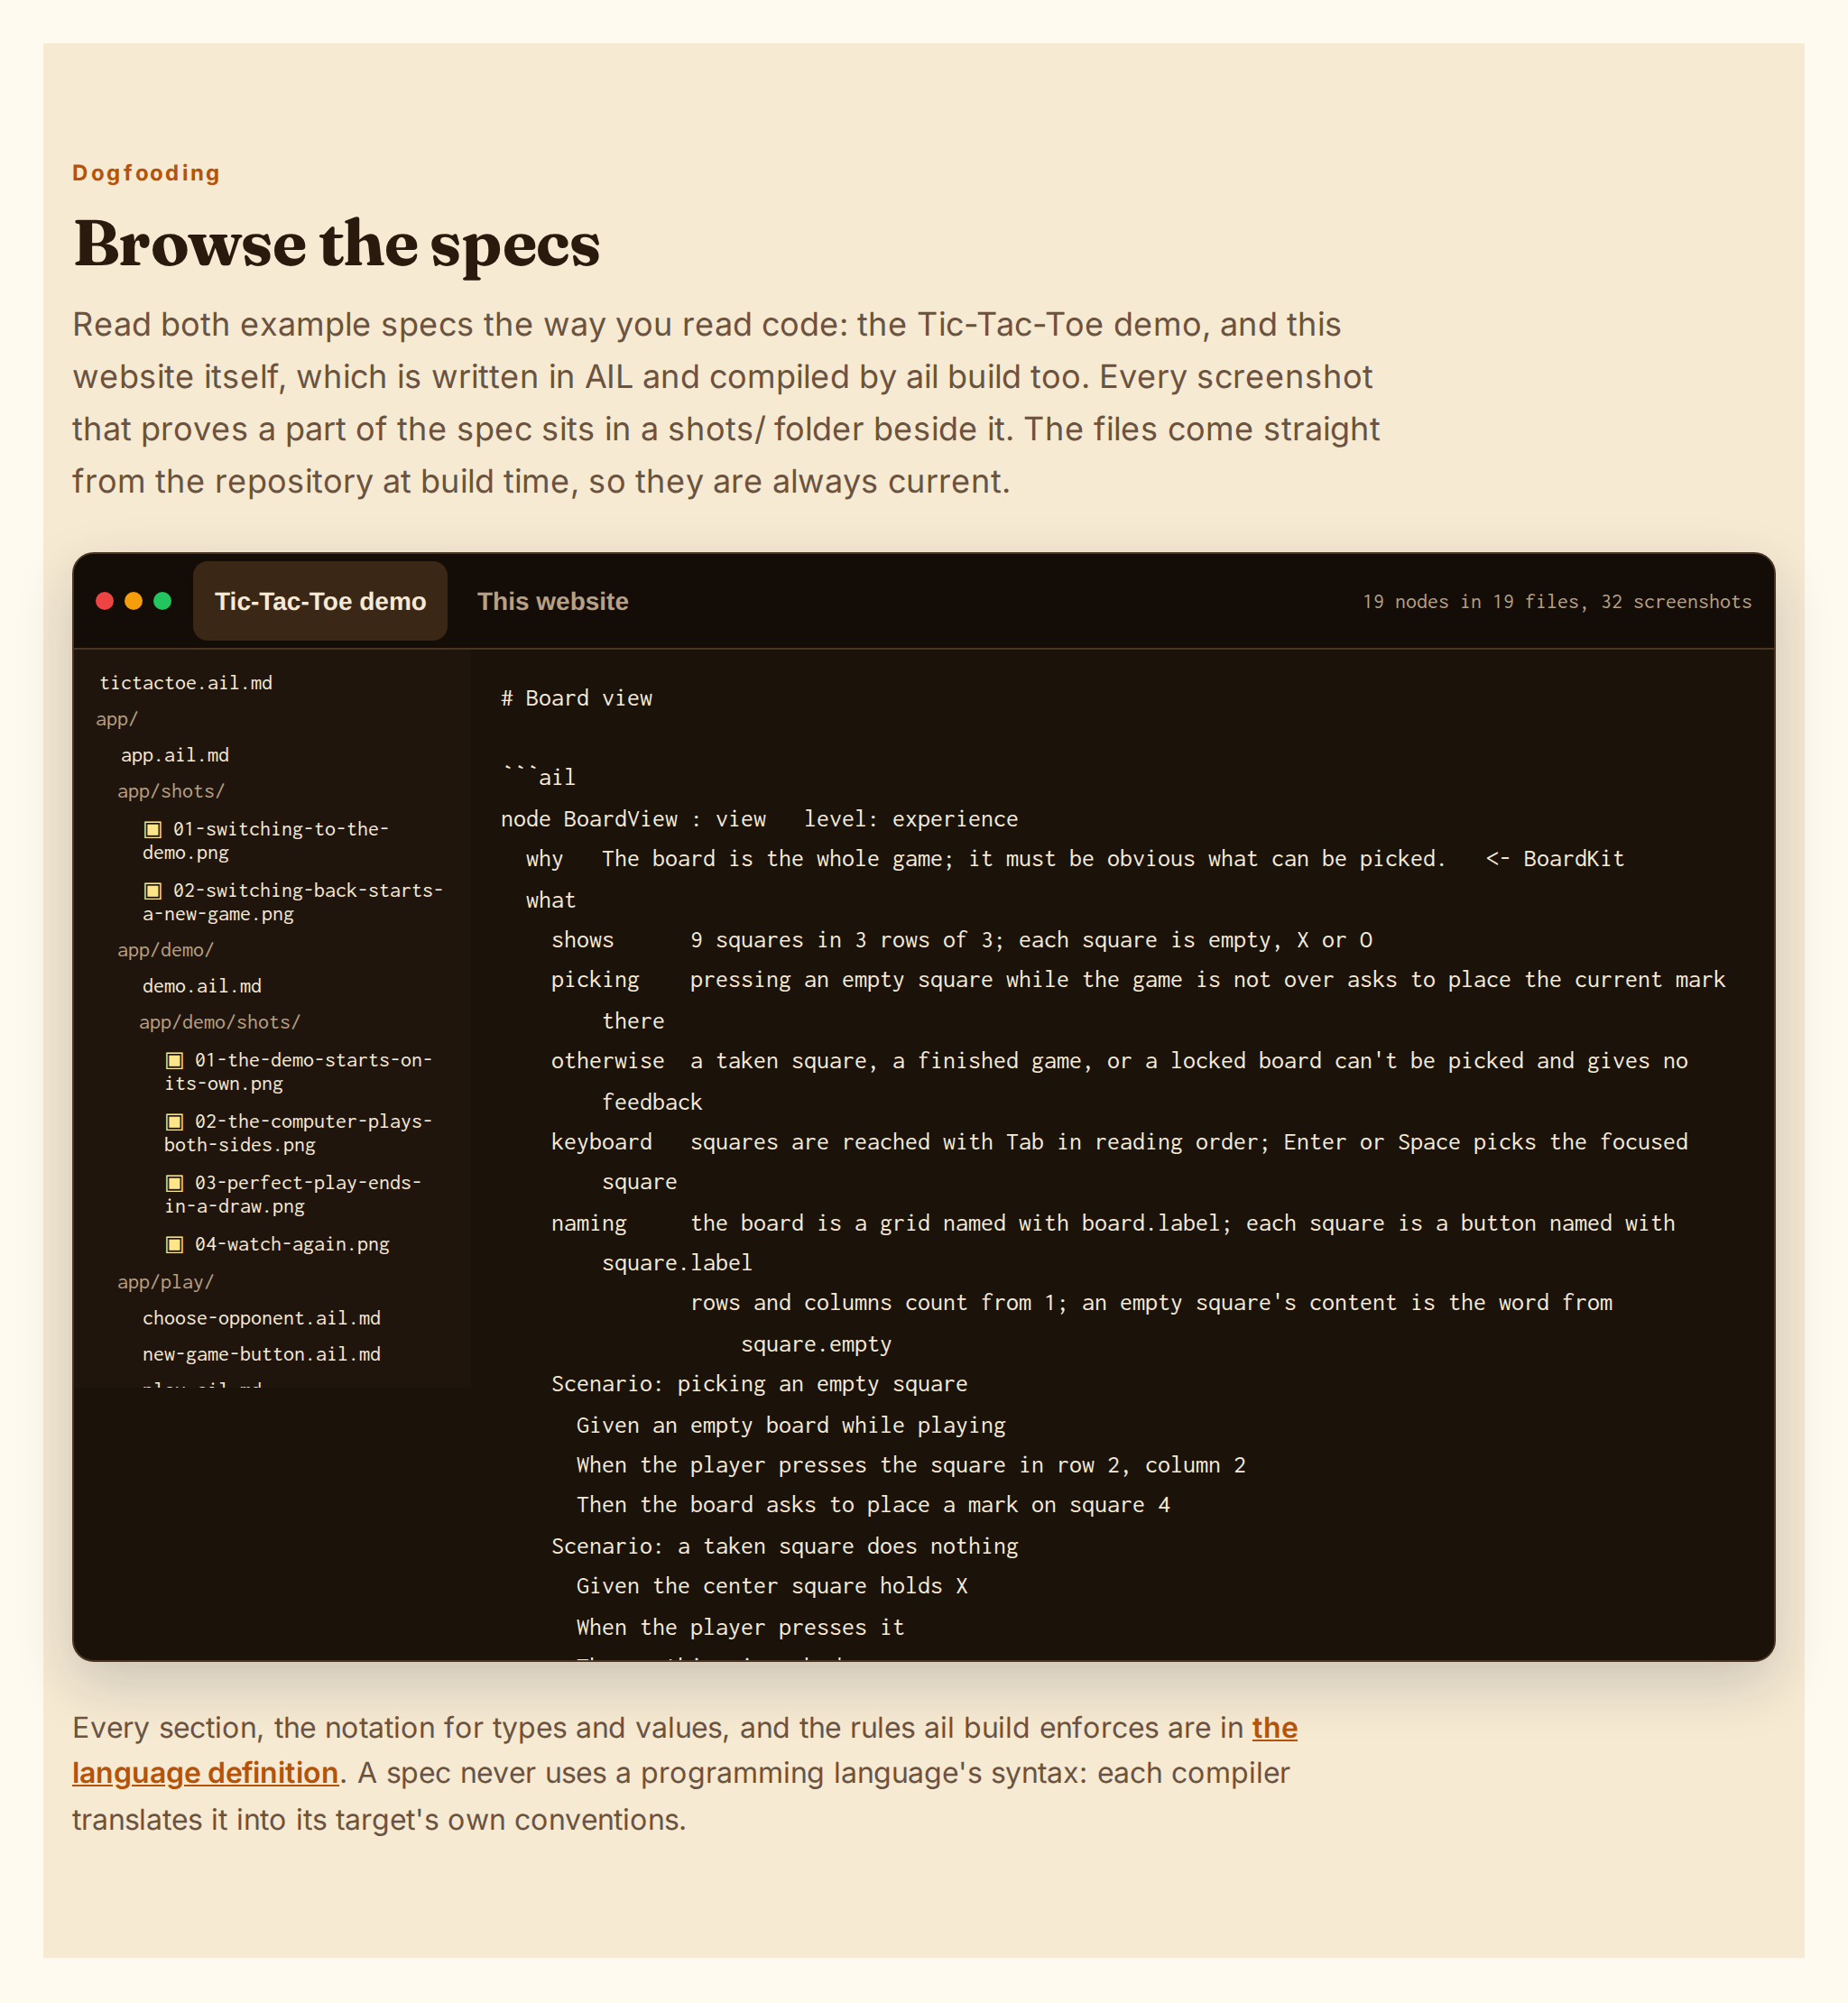 Dogfooding
Browse the specs
Read both example specs the way you read code: the Tic-Tac-Toe demo, and this
website itself, which is written in AIL and compiled by ail build too. Every screenshot
that proves a part of the spec sits in a shots/ folder beside it. The files come straight
from the repository at build time, so they are always current.
Tic-Tac-Toe demo
This website
19 nodes in 19 files, 32 screenshots
tictactoe.ail.md
app/
app.ail.md
app/shots/
▣ 01-switching-to-the-
demo.png
▣ 02-switching-back-starts-
a-new-game.png
app/demo/
demo.ail.md
app/demo/shots/
▣ 01-the-demo-starts-on-
its-own.png
▣ 02-the-computer-plays-
both-sides.png
▣ 03-perfect-play-ends-
in-a-draw.png
▣ 04-watch-again.png
app/play/
choose-opponent.ail.md
new-game-button.ail.md
# Board view
```ail
node BoardView : view   level: experience
  why   The board is the whole game; it must be obvious what can be picked.   <- BoardKit
  what
    shows      9 squares in 3 rows of 3; each square is empty, X or O
    picking    pressing an empty square while the game is not over asks to place the current mark
        there
    otherwise  a taken square, a finished game, or a locked board can't be picked and gives no
        feedback
    keyboard   squares are reached with Tab in reading order; Enter or Space picks the focused
        square
    naming     the board is a grid named with board.label; each square is a button named with
        square.label
               rows and columns count from 1; an empty square's content is the word from
                   square.empty
    Scenario: picking an empty square
      Given an empty board while playing
      When the player presses the square in row 2, column 2
      Then the board asks to place a mark on square 4
    Scenario: a taken square does nothing
      Given the center square holds X
      When the player presses it
Every section, the notation for types and values, and the rules ail build enforces are in the
language definition. A spec never uses a programming language's syntax: each compiler
translates it into its target's own conventions.